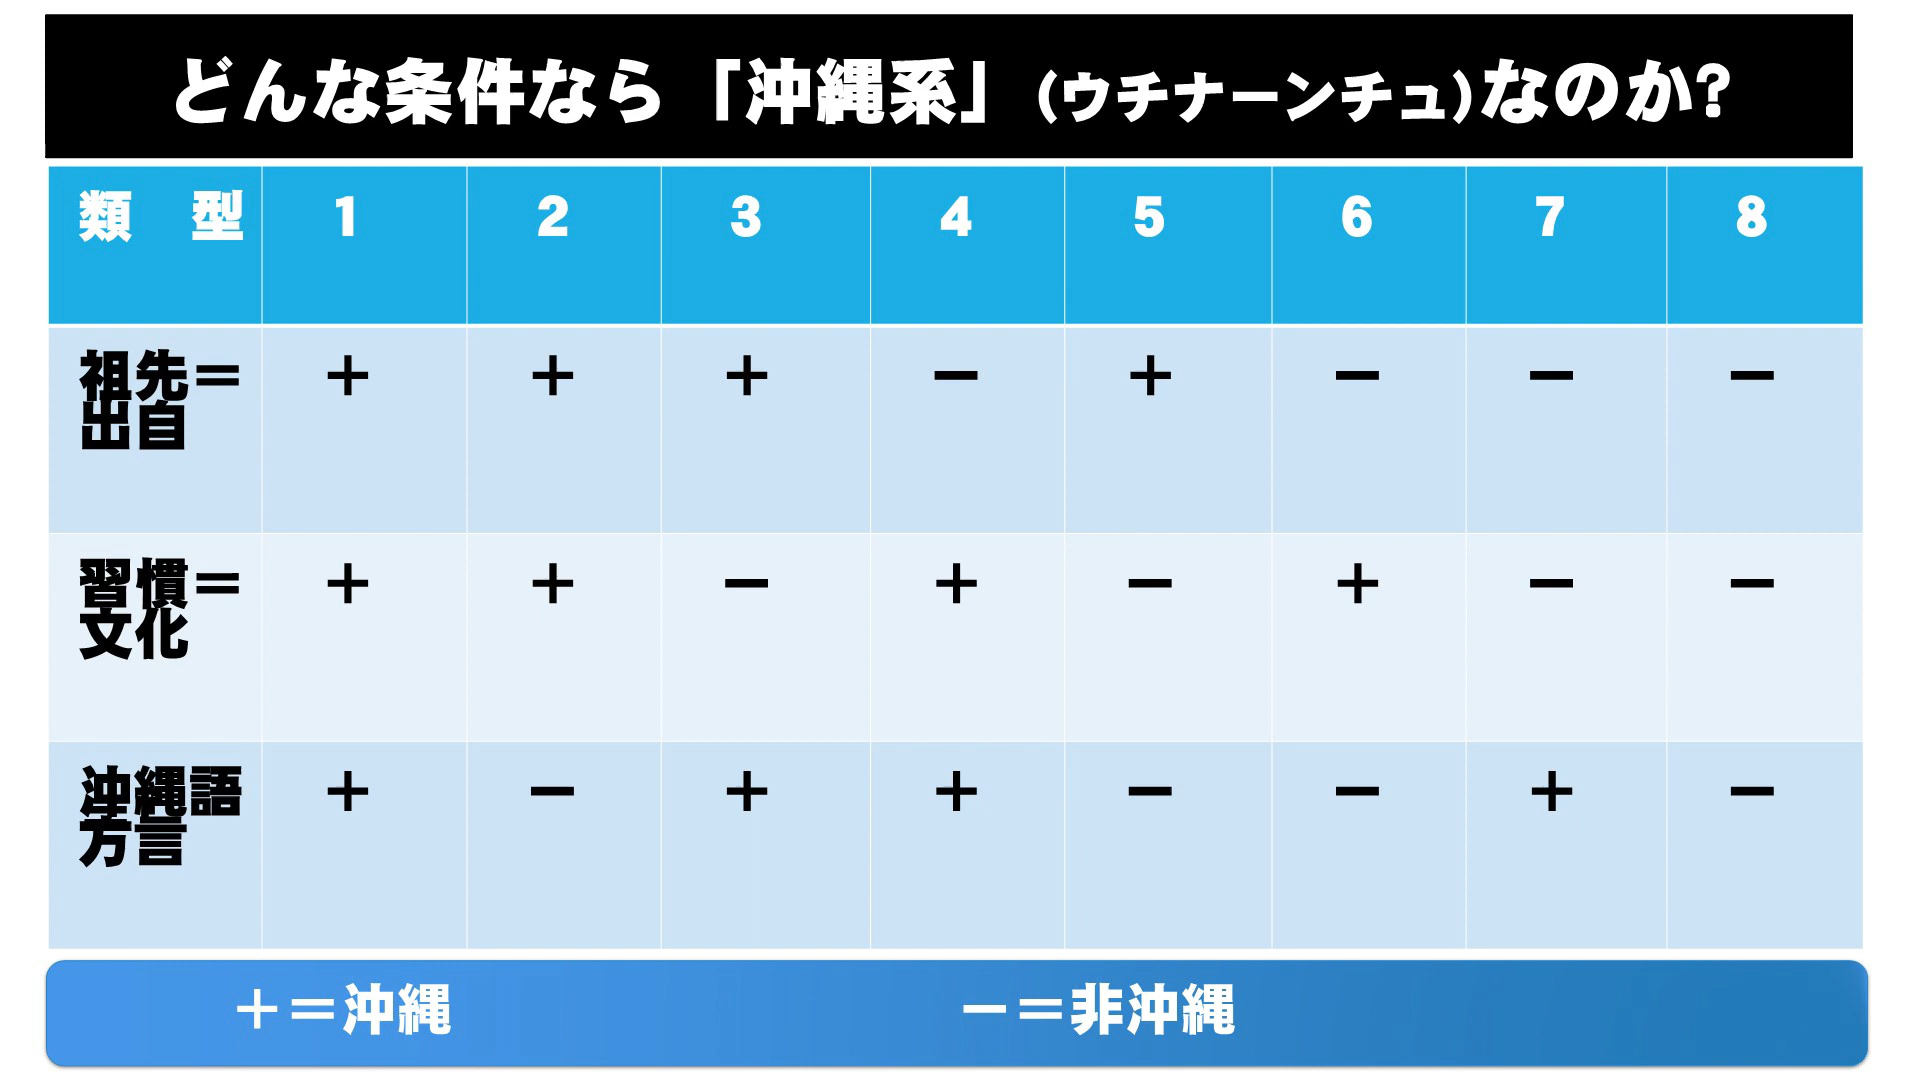 どんな条件なら「沖縄系」(ウチナーンチュ)なのか?
類　型 1 2 3 4 5 6 7 8
祖先＝ ＋ ＋ ＋ － ＋ － － －
出自
習慣＝ ＋ ＋ － ＋ － ＋ － －
文化
沖縄語 ＋ － ＋ ＋ － － ＋ －
方言
＋＝沖縄 －＝非沖縄